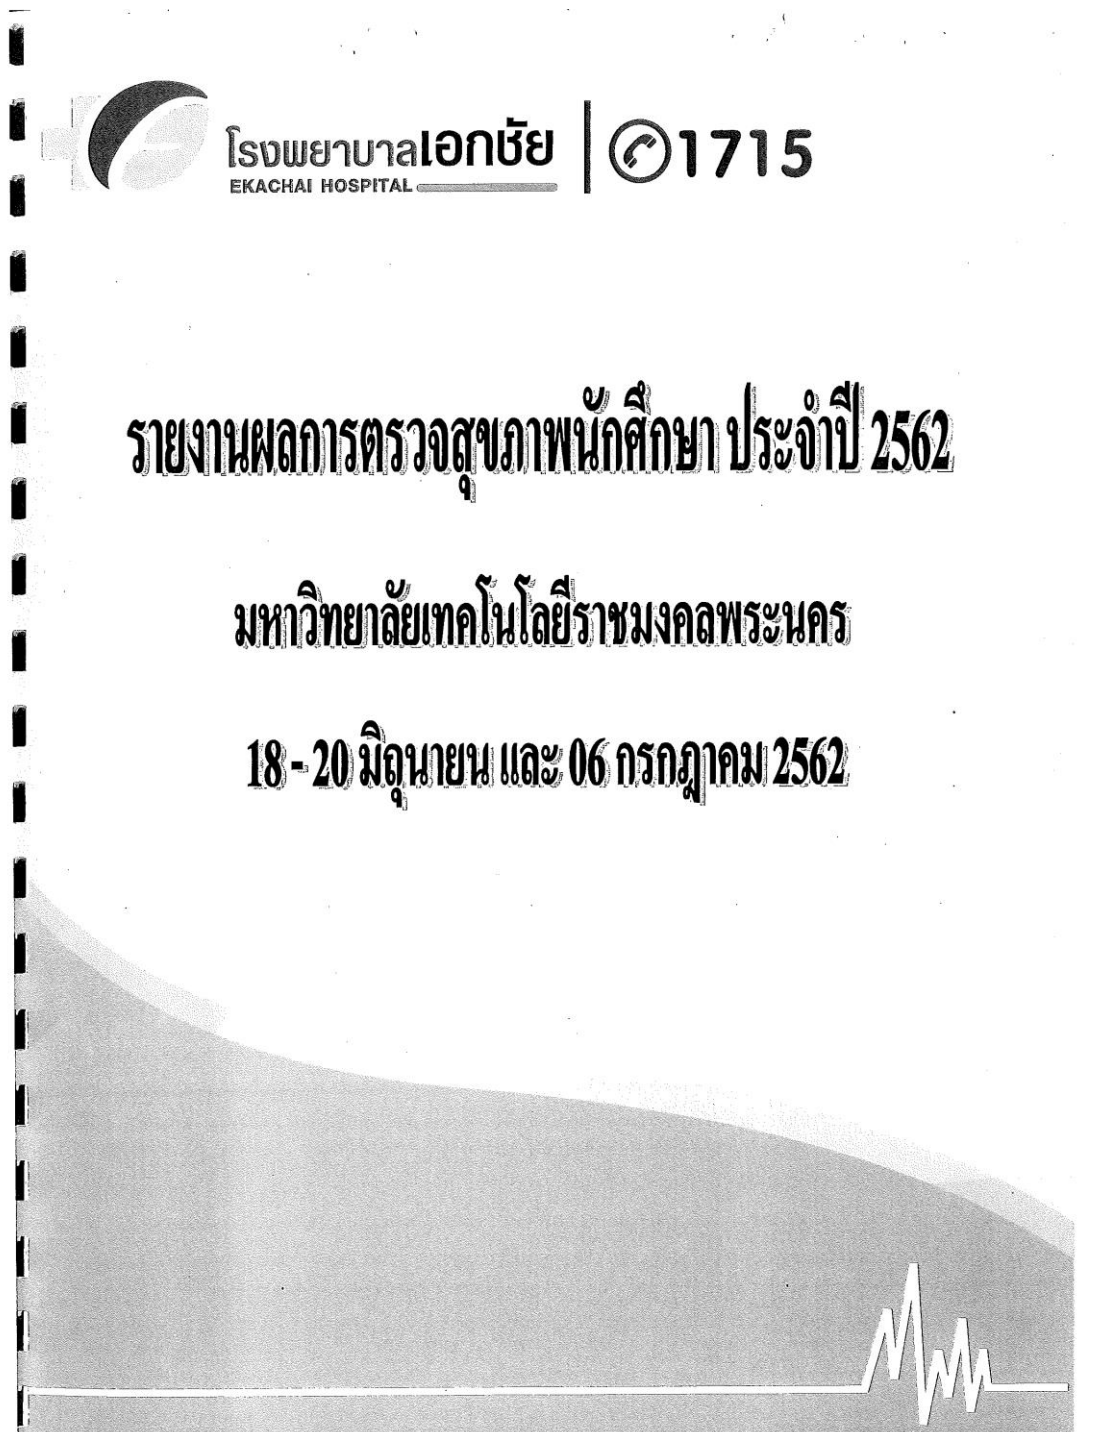 โรงพยาบาลเอกชัย
EKACHAI HOSPITAL
1715
รายงานผลการตรวจสุขภาพนักศึกษา ประจำปี 2562
มหาวิทยาลัยเทคโนโลยีราชมงคลพระนคร
18 - 20 มิถุนายน และ 06 กรกฎาคม 2562